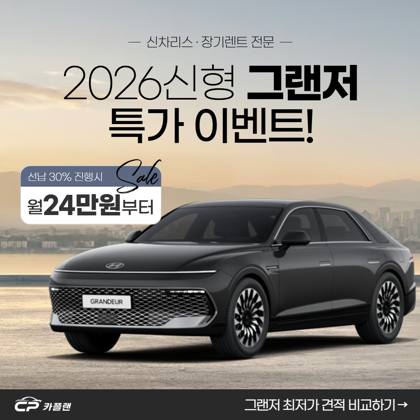 신차리스·장기렌트 전문
2026신형 그랜저
특가 이벤트!
선납 30% 진행시
Sale
월24만원부터
GRANDEUR
CP 카플랜
그랜저 최저가 견적 비교하기→